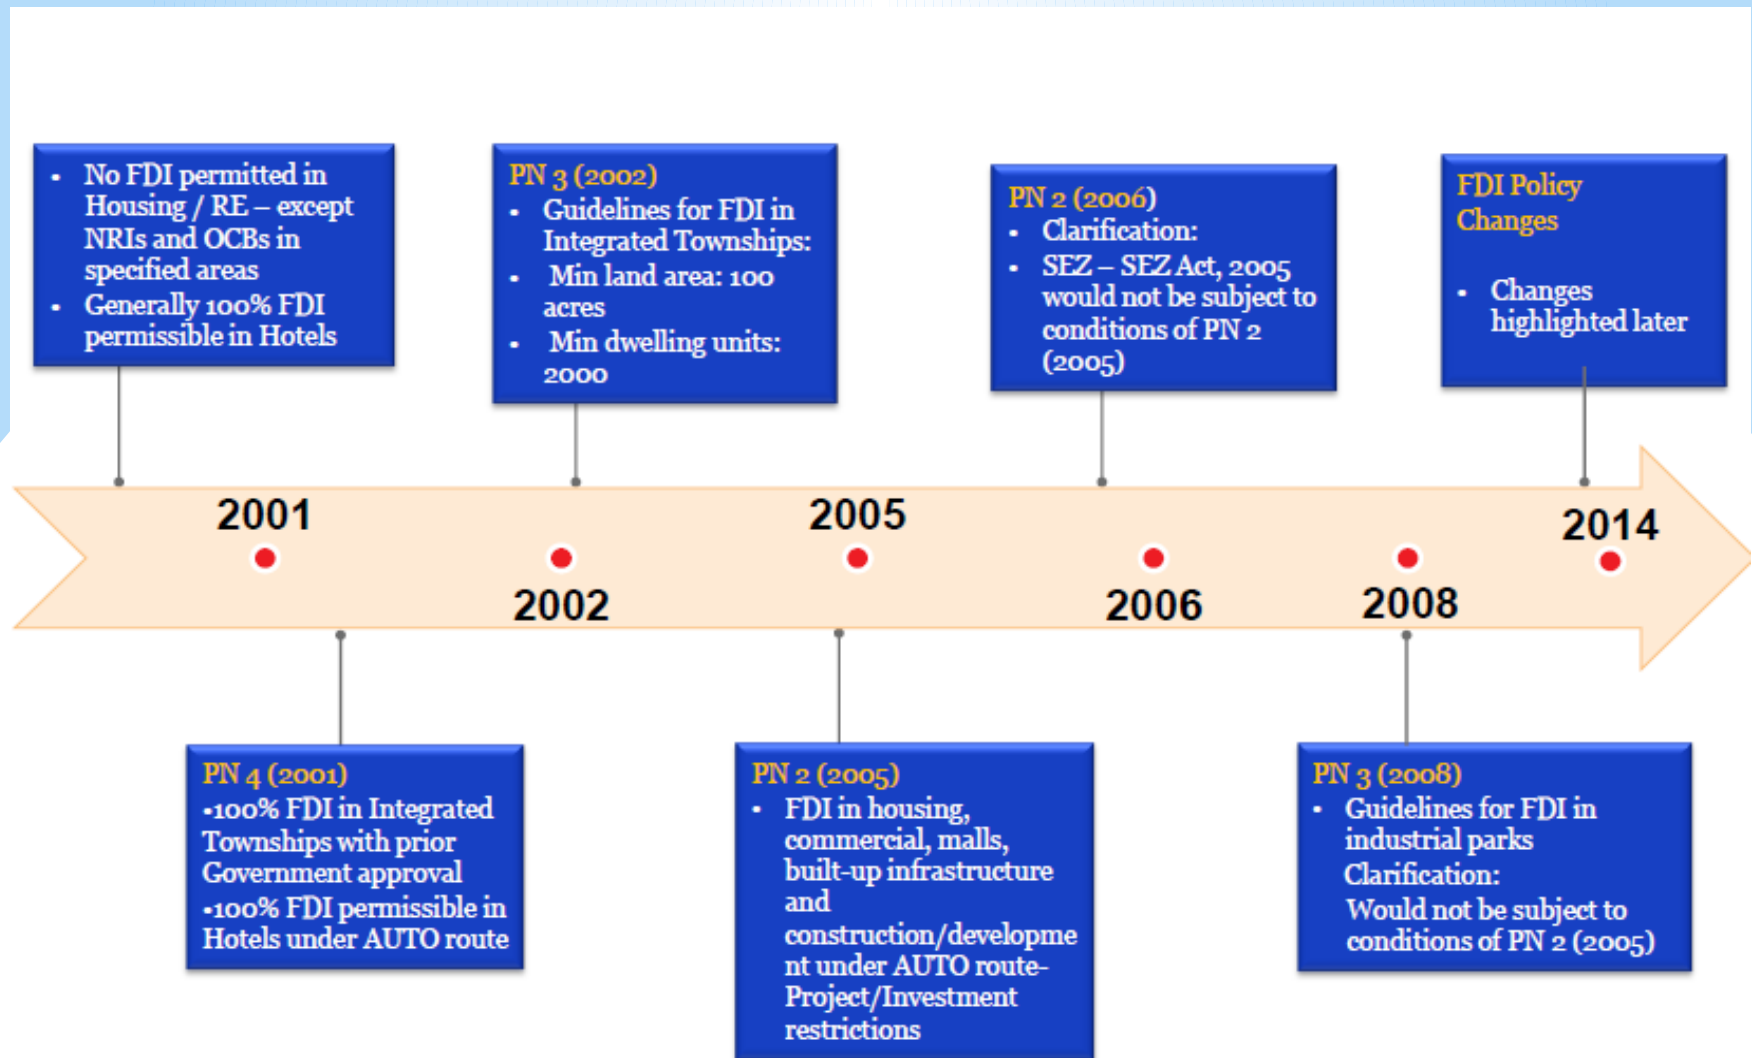 • No FDI permitted in
Housing / RE – except
NRIs and OCBs in
specified areas
• Generally 100% FDI
permissible in Hotels
PN 3 (2002)
• Guidelines for FDI in
Integrated Townships:
• Min land area: 100
acres
• Min dwelling units:
2000
PN 2 (2006)
• Clarification:
• SEZ – SEZ Act, 2005
would not be subject to
conditions of PN 2
(2005)
FDI Policy
Changes
• Changes
highlighted later
2001
2002
2005
2006
2008
2014
PN 4 (2001)
•100% FDI in Integrated
Townships with prior
Government approval
•100% FDI permissible in
Hotels under AUTO route
PN 2 (2005)
• FDI in housing,
commercial, malls,
built-up infrastructure
and
construction/developme
nt under AUTO route-
Project/Investment
restrictions
PN 3 (2008)
• Guidelines for FDI in
industrial parks
Clarification:
Would not be subject to
conditions of PN 2 (2005)